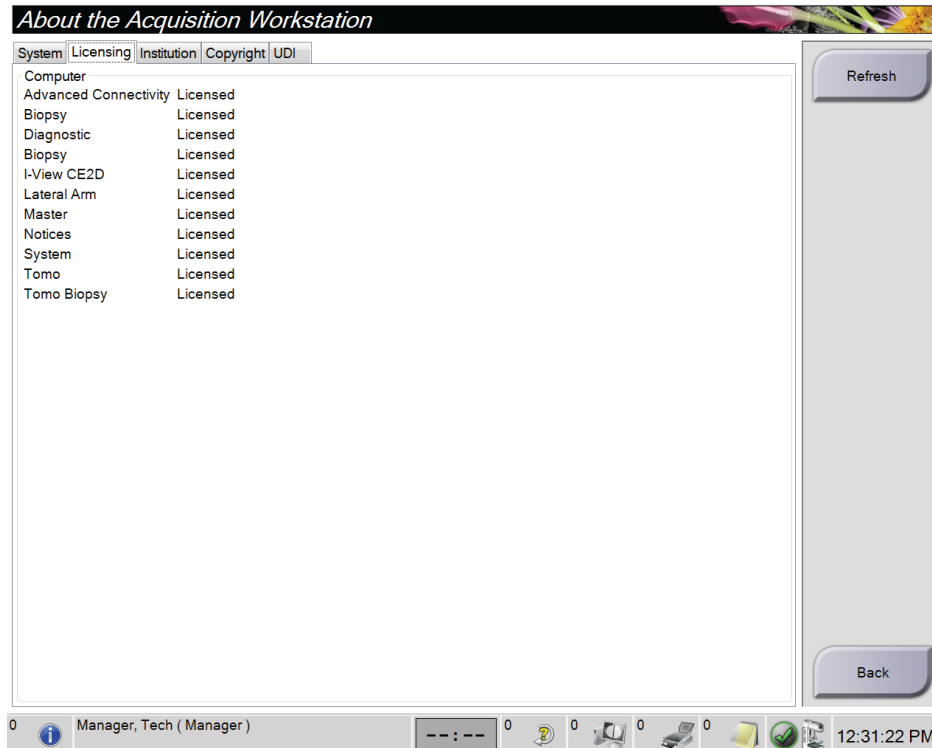 About the Acquisition Workstation
System Licensing Institution Copyright UDI
Refresh
Computer
Advanced Connectivity Licensed
Biopsy Licensed
Diagnostic Licensed
Biopsy Licensed
I-View CE2D Licensed
Lateral Arm Licensed
Master Licensed
Notices Licensed
System Licensed
Tomo Licensed
Tomo Biopsy Licensed
Back
0 Manager, Tech ( Manager ) --:-- 0 0 0 0 12:31:22 PM